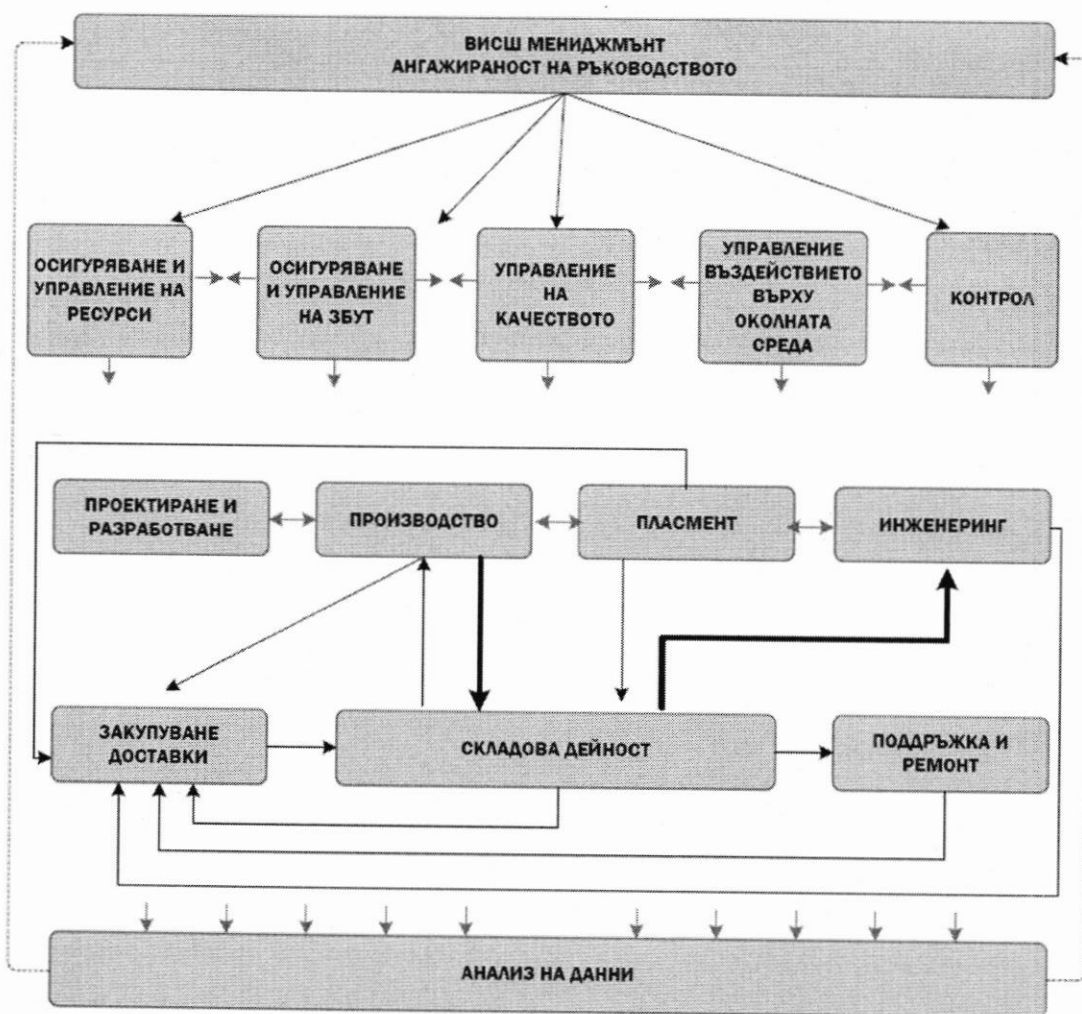 ВИСШ МЕНИДЖМЪНТ
АНГАЖИРАНОСТ НА РЪКОВОДСТВОТО
ОСИГУРЯВАНЕ И
УПРАВЛЕНИЕ НА
РЕСУРСИ
ОСИГУРЯВАНЕ
И УПРАВЛЕНИЕ
НА ЗБУТ
УПРАВЛЕНИЕ
НА
КАЧЕСТВОТО
УПРАВЛЕНИЕ
ВЪЗДЕЙСТВИЕТО
ВЪРХУ
ОКОЛНАТА
СРЕДА
КОНТРОЛ
ПРОЕКТИРАНЕ И
РАЗРАБОТВАНЕ
ПРОИЗВОДСТВО
ПЛАСМЕНТ
ИНЖЕНЕРИНГ
ЗАКУПУВАНЕ
ДОСТАВКИ
СКЛАДОВА ДЕЙНОСТ
ПОДДРЪЖКА И
РЕМОНТ
АНАЛИЗ НА ДАННИ